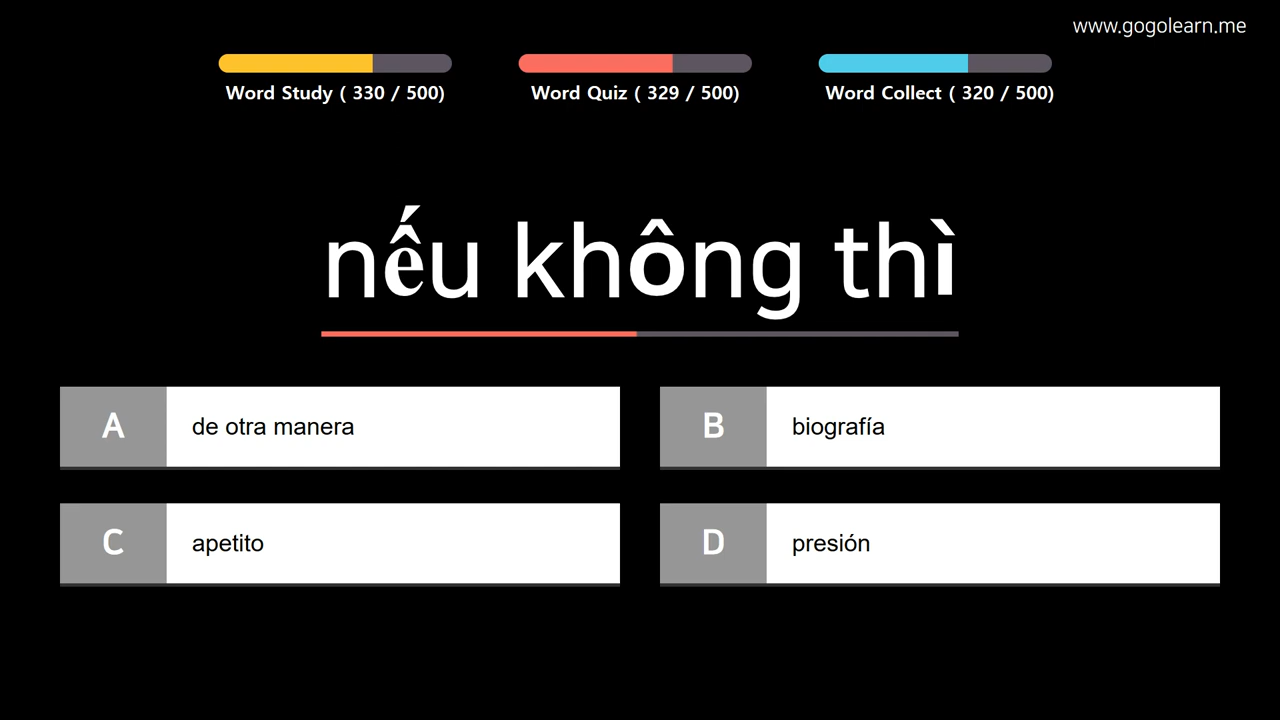 www.gogolearn.me
Word Study ( 330 / 500)
Word Quiz ( 329 / 500)
Word Collect ( 320 / 500)
nếu không thì
A
de otra manera
B
biografía
C
apetito
D
presión